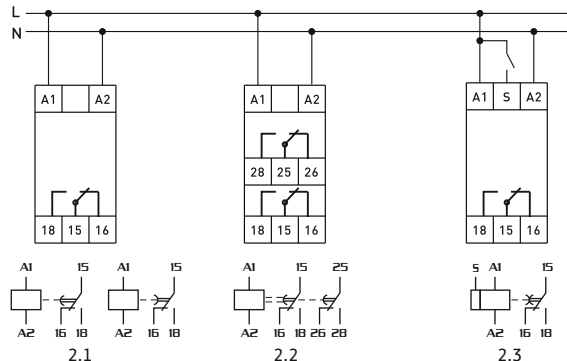 L
N
A1 A2 A1 A2 A1 S A2
28 25 26
18 15 16 18 15 16 18 15 16
A1 15 A1 15 A1 15 25 S A1 15
A2 16 18 A2 16 18 A2 16 18 26 28 A2 16 18
2.1 2.2 2.3